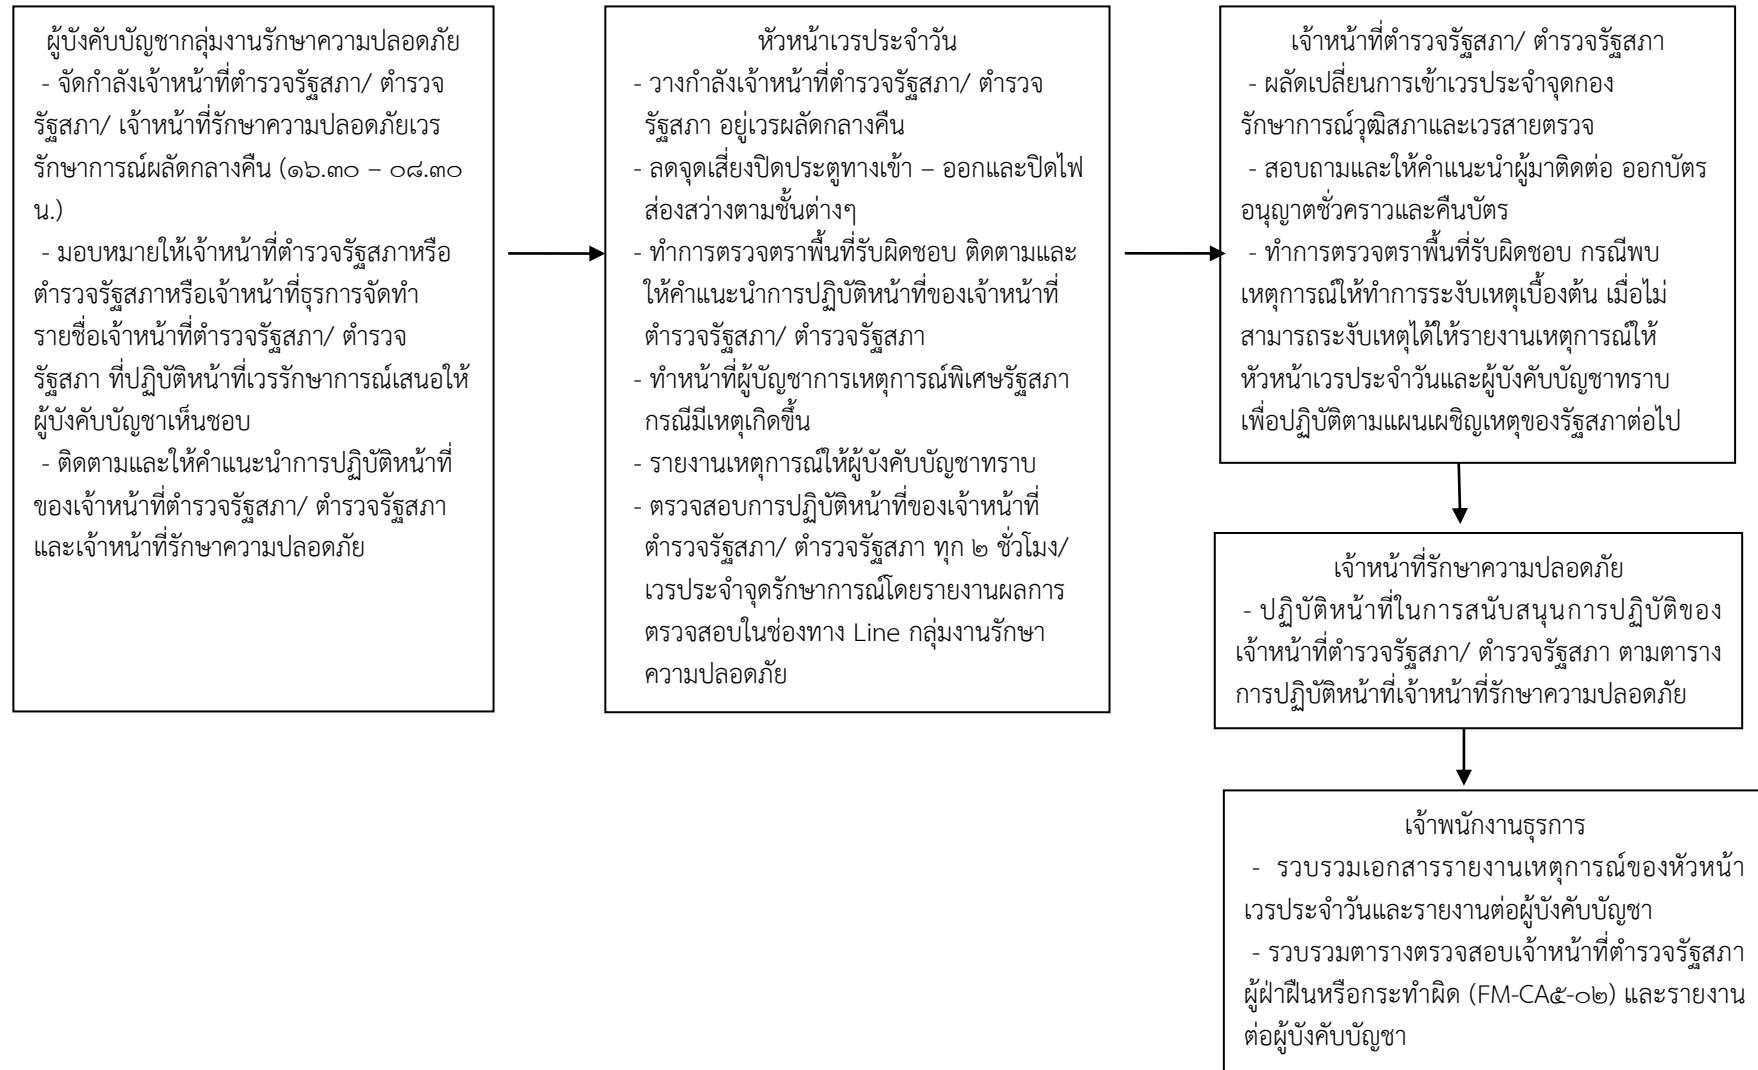 ผู้บังคับบัญชากลุ่มงานรักษาความปลอดภัย
- จัดกำลังเจ้าหน้าที่ตำรวจรัฐสภา/ ตำรวจ
รัฐสภา/ เจ้าหน้าที่รักษาความปลอดภัยเวร
รักษาการณ์ผลัดกลางคืน (๑๖.๓๐ – ๐๘.๓๐
น.)
- มอบหมายให้เจ้าหน้าที่ตำรวจรัฐสภาหรือ
ตำรวจรัฐสภาหรือเจ้าหน้าที่ธุรการจัดทำ
รายชื่อเจ้าหน้าที่ตำรวจรัฐสภา/ ตำรวจ
รัฐสภา ที่ปฏิบัติหน้าที่เวรรักษาการณ์เสนอให้
ผู้บังคับบัญชาเห็นชอบ
- ติดตามและให้คำแนะนำการปฏิบัติหน้าที่
ของเจ้าหน้าที่ตำรวจรัฐสภา/ ตำรวจรัฐสภา
และเจ้าหน้าที่รักษาความปลอดภัย
หัวหน้าเวรประจำวัน
- วางกำลังเจ้าหน้าที่ตำรวจรัฐสภา/ ตำรวจ
รัฐสภา อยู่เวรผลัดกลางคืน
- ลดจุดเสี่ยงปิดประตูทางเข้า – ออกและปิดไฟ
ส่องสว่างตามชั้นต่างๆ
- ทำการตรวจตราพื้นที่รับผิดชอบ ติดตามและ
ให้คำแนะนำการปฏิบัติหน้าที่ของเจ้าหน้าที่
ตำรวจรัฐสภา/ ตำรวจรัฐสภา
- ทำหน้าที่ผู้บัญชาการเหตุการณ์พิเศษรัฐสภา
กรณีมีเหตุเกิดขึ้น
- รายงานเหตุการณ์ให้ผู้บังคับบัญชาทราบ
- ตรวจสอบการปฏิบัติหน้าที่ของเจ้าหน้าที่
ตำรวจรัฐสภา/ ตำรวจรัฐสภา ทุก ๒ ชั่วโมง/
เวรประจำจุดรักษาการณ์โดยรายงานผลการ
ตรวจสอบในช่องทาง Line กลุ่มงานรักษา
ความปลอดภัย
เจ้าหน้าที่ตำรวจรัฐสภา/ ตำรวจรัฐสภา
- ผลัดเปลี่ยนการเข้าเวรประจำจุดกอง
รักษาการณ์วุฒิสภาและเวรสายตรวจ
- สอบถามและให้คำแนะนำผู้มาติดต่อ ออกบัตร
อนุญาตชั่วคราวและคืนบัตร
- ทำการตรวจตราพื้นที่รับผิดชอบ กรณีพบ
เหตุการณ์ให้ทำการระงับเหตุเบื้องต้น เมื่อไม่
สามารถระงับเหตุได้ให้รายงานเหตุการณ์ให้
หัวหน้าเวรประจำวันและผู้บังคับบัญชาทราบ
เพื่อปฏิบัติตามแผนเผชิญเหตุของรัฐสภาต่อไป
เจ้าหน้าที่รักษาความปลอดภัย
- ปฏิบัติหน้าที่ในการสนับสนุนการปฏิบัติของ
เจ้าหน้าที่ตำรวจรัฐสภา/ ตำรวจรัฐสภา ตามตาราง
การปฏิบัติหน้าที่เจ้าหน้าที่รักษาความปลอดภัย
เจ้าพนักงานธุรการ
- รวบรวมเอกสารรายงานเหตุการณ์ของหัวหน้า
เวรประจำวันและรายงานต่อผู้บังคับบัญชา
- รวบรวมตารางตรวจสอบเจ้าหน้าที่ตำรวจรัฐสภา
ผู้ฝ่าฝืนหรือกระทำผิด (FM-CA๕-๐๒) และรายงาน
ต่อผู้บังคับบัญชา